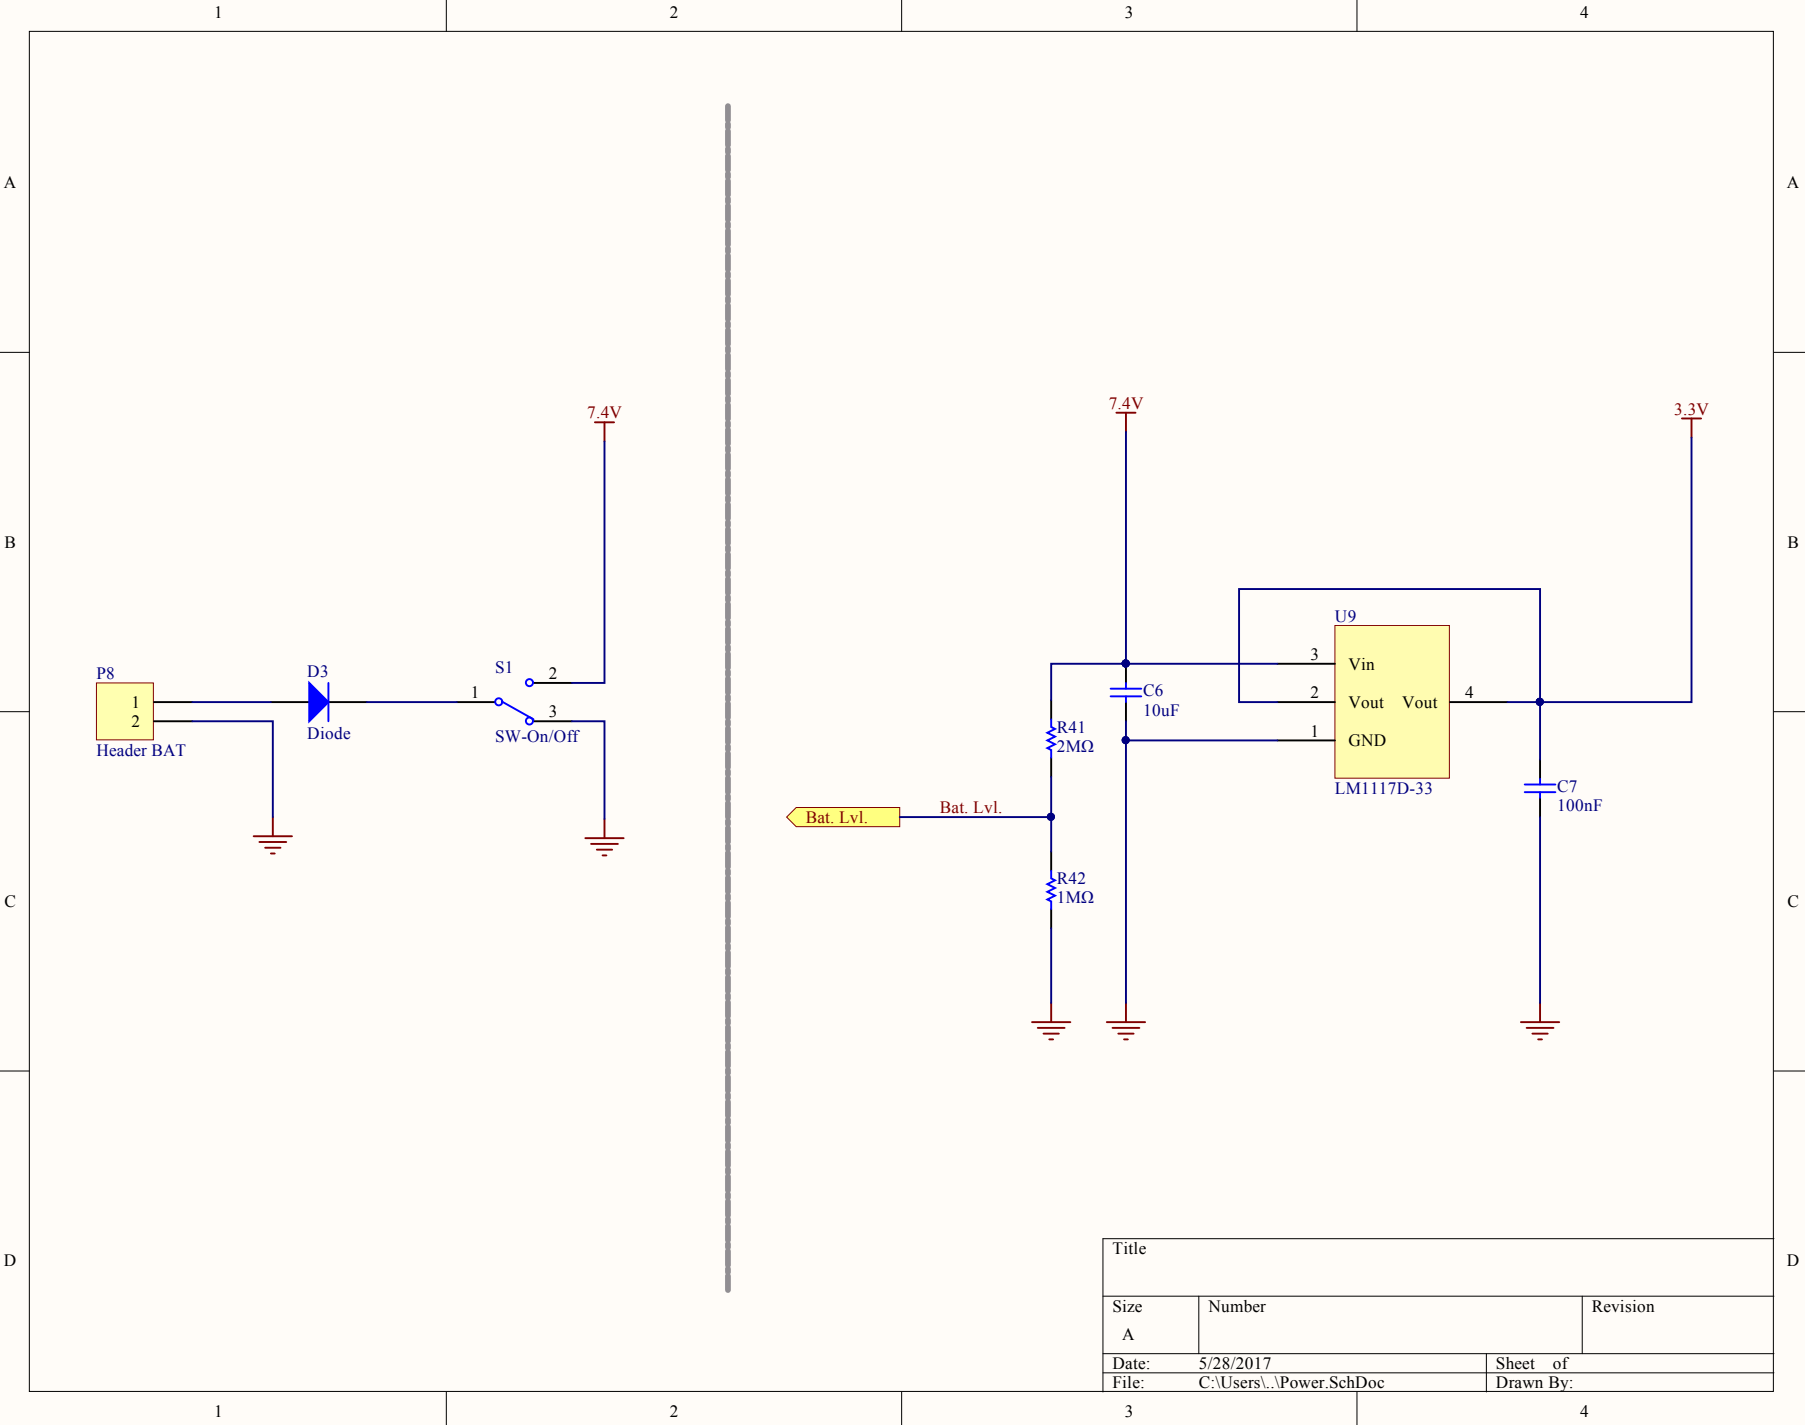 1 2 3 4
A A
7.4V
7.4V
3.3V
B B
U9
P8
D3
S1
2
3 Vin
1
2
1
3
Diode
SW-On/Off
Header BAT
C6
10uF
2 Vout Vout 4
R41
2MΩ
1 GND
LM1117D-33
C7
100nF
Bat. Lvl. Bat. Lvl.
R42
1MΩ
C C
D D
Title
Size Number Revision
A
Date: 5/28/2017 Sheet of
File: C:\Users\..\Power.SchDoc Drawn By:
1 2 3 4